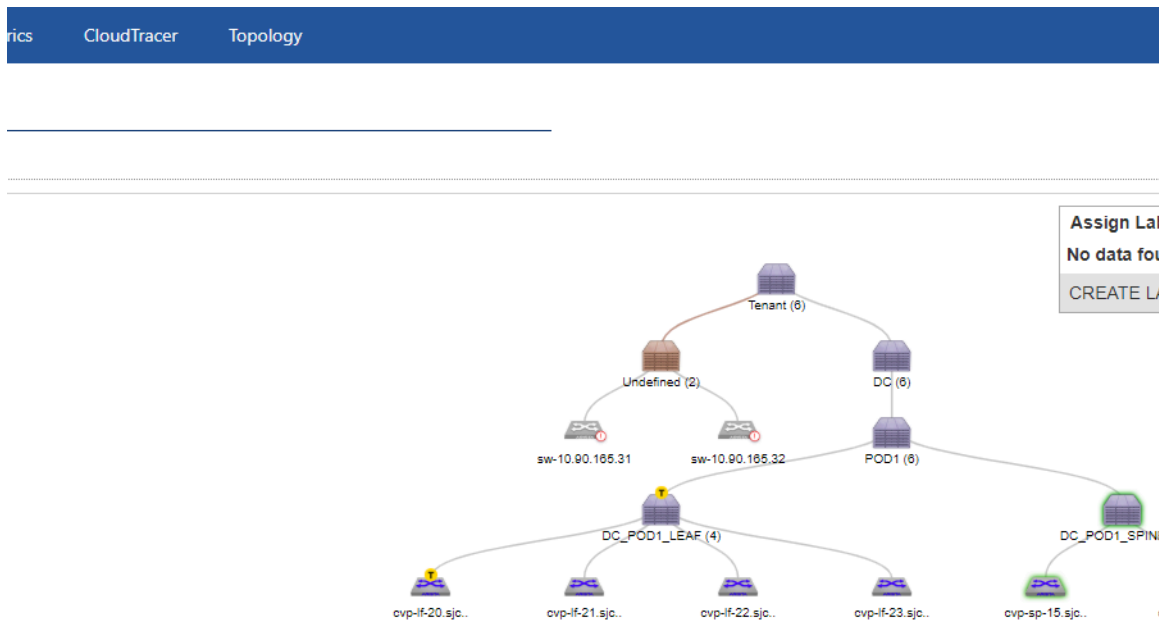 rics CloudTracer Topology
Assign Lal
No data fou
CREATE LA
Tenant (6)
Undefined (2) DC (6)
sw-10.90.165.31 sw-10.90.165.32 POD1 (6)
T
DC_POD1_LEAF (4) DC_POD1_SPIN
T
cvp-lf-20.sjc.. cvp-lf-21.sjc.. cvp-lf-22.sjc.. cvp-lf-23.sjc.. cvp-sp-15.sjc..